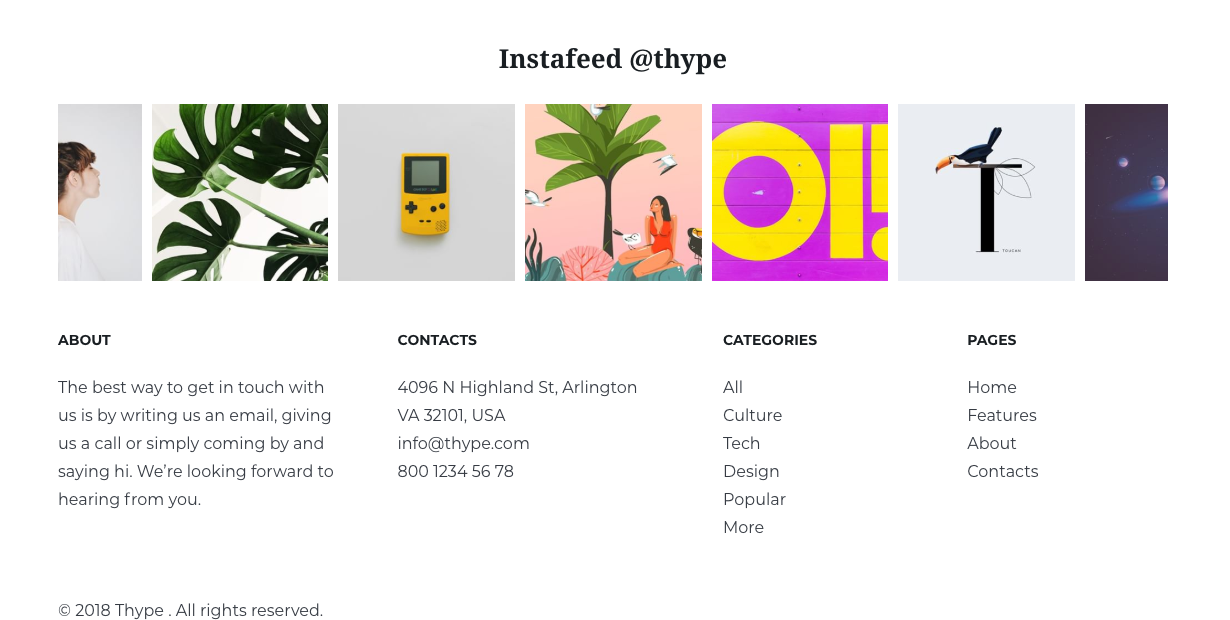 Instafeed @thype
OI!
ABOUT
The best way to get in touch with
us is by writing us an email, giving
us a call or simply coming by and
saying hi. We’re looking forward to
hearing from you.
CONTACTS
4096 N Highland St, Arlington
VA 32101, USA
info@thype.com
800 1234 56 78
CATEGORIES
All
Culture
Tech
Design
Popular
More
PAGES
Home
Features
About
Contacts
© 2018 Thype . All rights reserved.